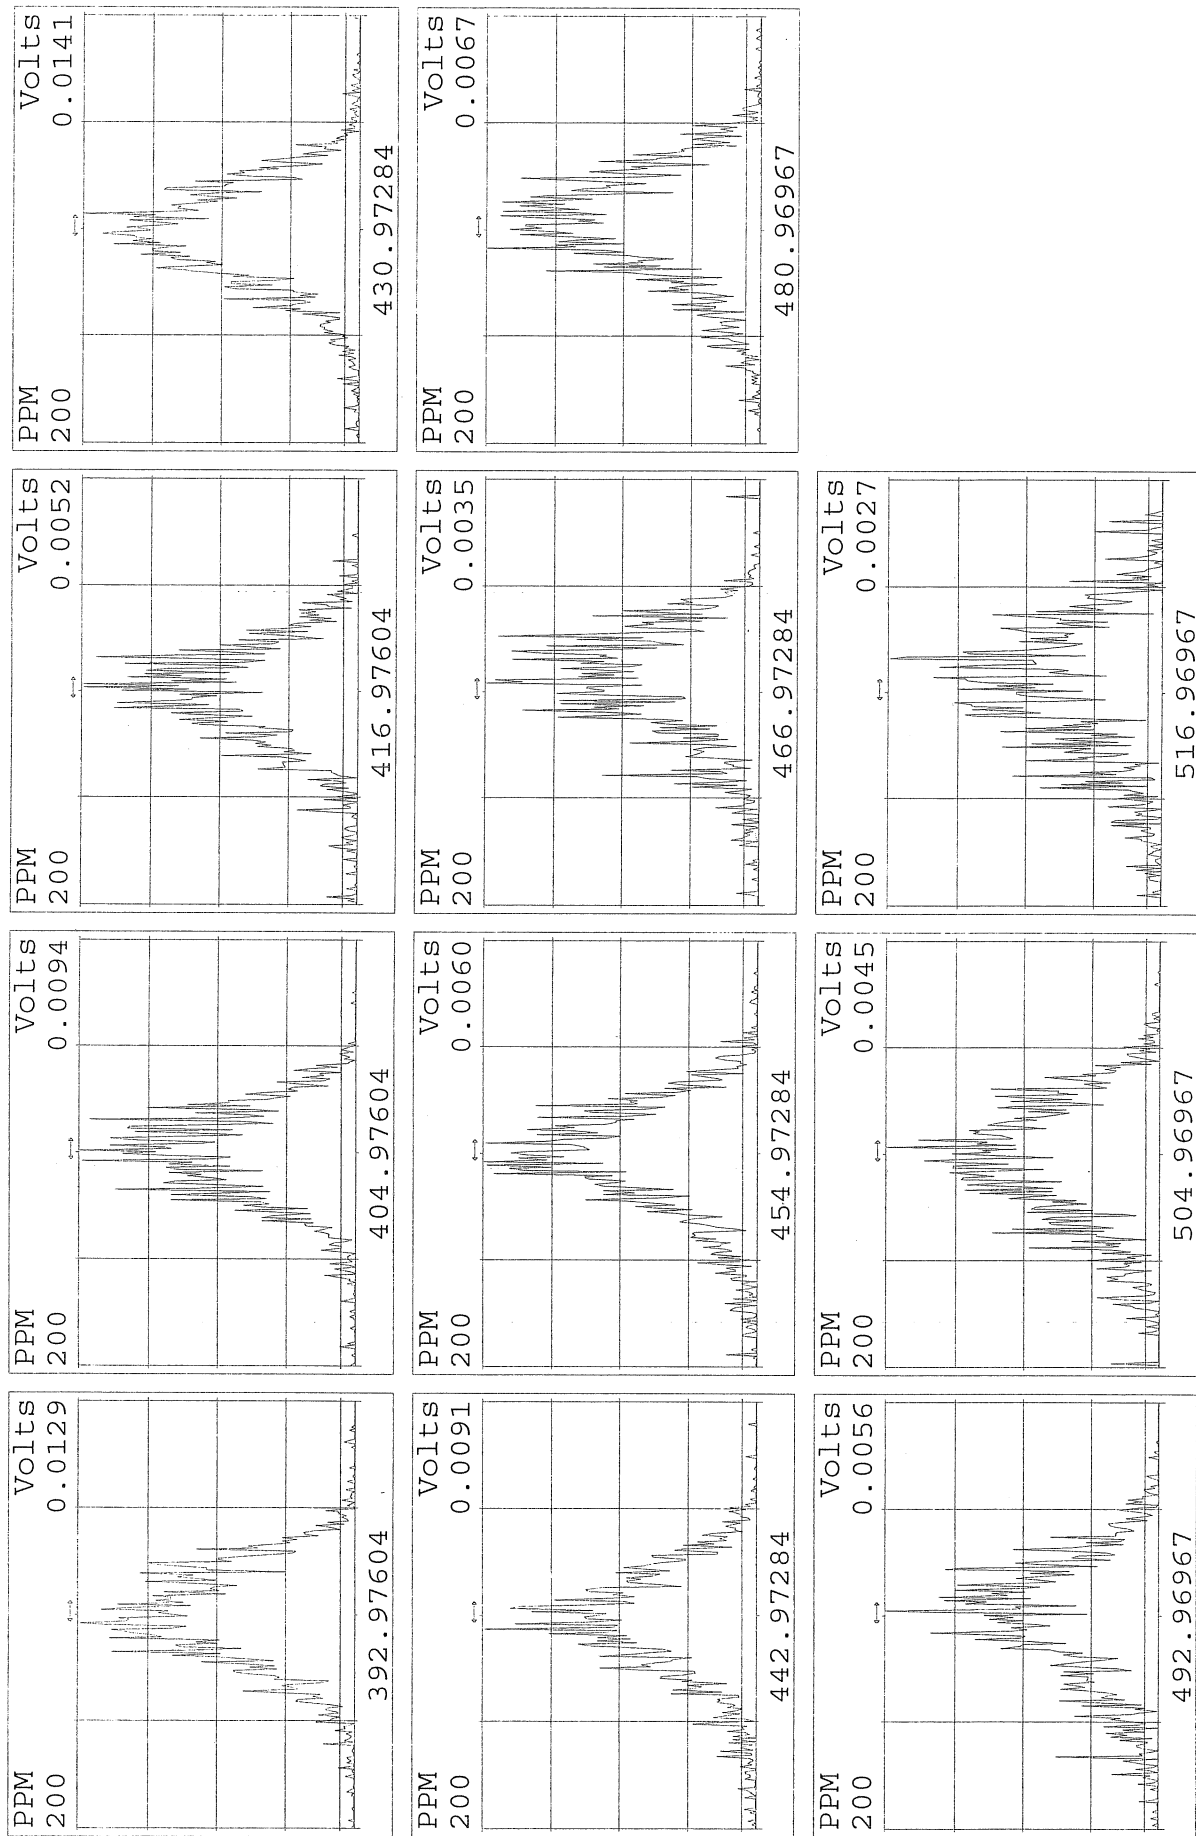 PPM Volts
200 0.0129
392.97604
PPM Volts
200 0.0094
404.97604
PPM Volts
200 0.0052
416.97604
PPM Volts
200 0.0141
430.97284
PPM Volts
200 0.0091
442.97284
PPM Volts
200 0.0060
454.97284
PPM Volts
200 0.0035
466.97284
PPM Volts
200 0.0067
480.96967
PPM Volts
200 0.0056
492.96967
PPM Volts
200 0.0045
504.96967
PPM Volts
200 0.0027
516.96967